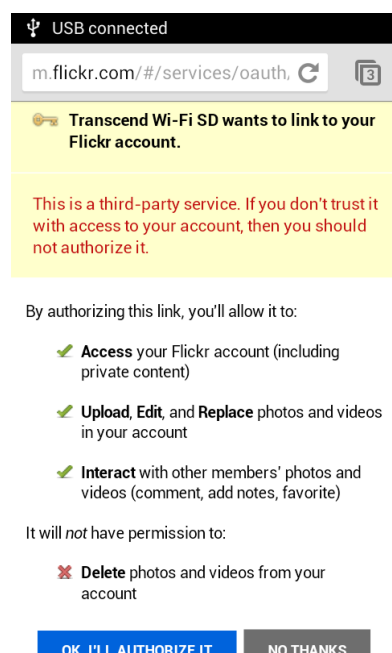 USB connected
m.flickr.com/#/services/oauth,
3
Transcend Wi-Fi SD wants to link to your
Flickr account.
This is a third-party service. If you don't trust it
with access to your account, then you should
not authorize it.
By authorizing this link, you'll allow it to:
Access your Flickr account (including
private content)
Upload, Edit, and Replace photos and videos
in your account
Interact with other members' photos and
videos (comment, add notes, favorite)
It will not have permission to:
Delete photos and videos from your
account
OK, I'LL AUTHORIZE IT
NO THANKS